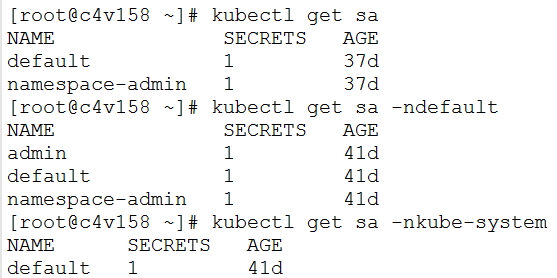 [root@c4v158 ~]# kubectl get sa
NAME SECRETS AGE
default 1 37d
namespace-admin 1 37d
[root@c4v158 ~]# kubectl get sa -ndefault
NAME SECRETS AGE
admin 1 41d
default 1 41d
namespace-admin 1 41d
[root@c4v158 ~]# kubectl get sa -nkube-system
NAME SECRETS AGE
default 1 41d